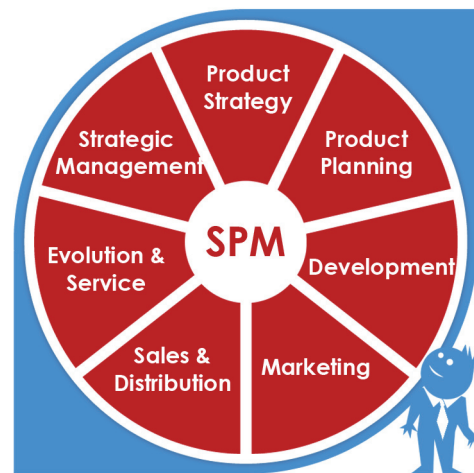 Product
Strategy
Product
Planning
Development
Marketing
Sales &
Distribution
Evolution &
Service
Strategic
Management
SPM